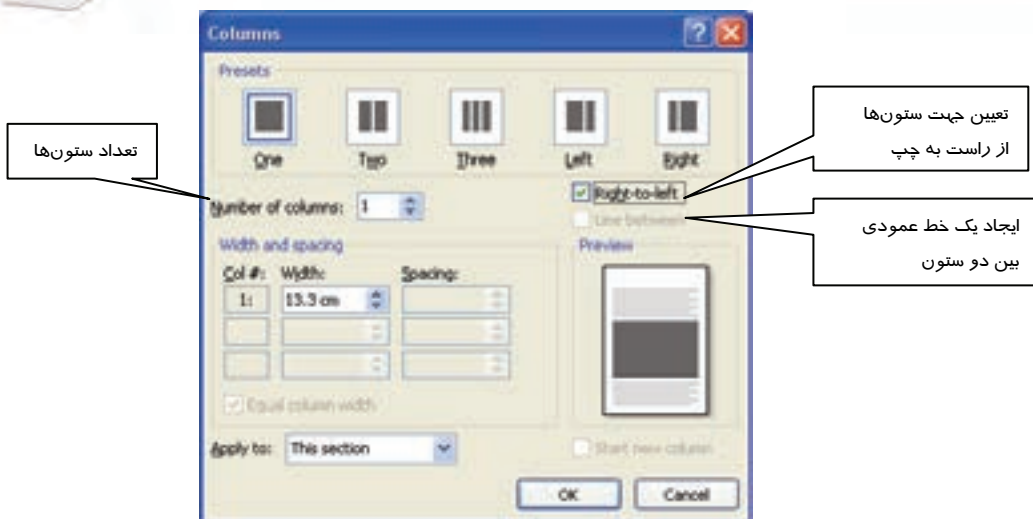 Columns
Presets
One Two Three Left Right
Number of columns: 1
Right-to-left
Line between
Width and spacing
Col #: Width: Spacing:
1: 13.3 cm
Equal column width
Preview
Apply to: This section
Start new column
OK Cancel
تعداد ستون‌ها
تعیین جهت ستون‌ها
از راست به چپ
ایجاد یک خط عمودی
بین دو ستون